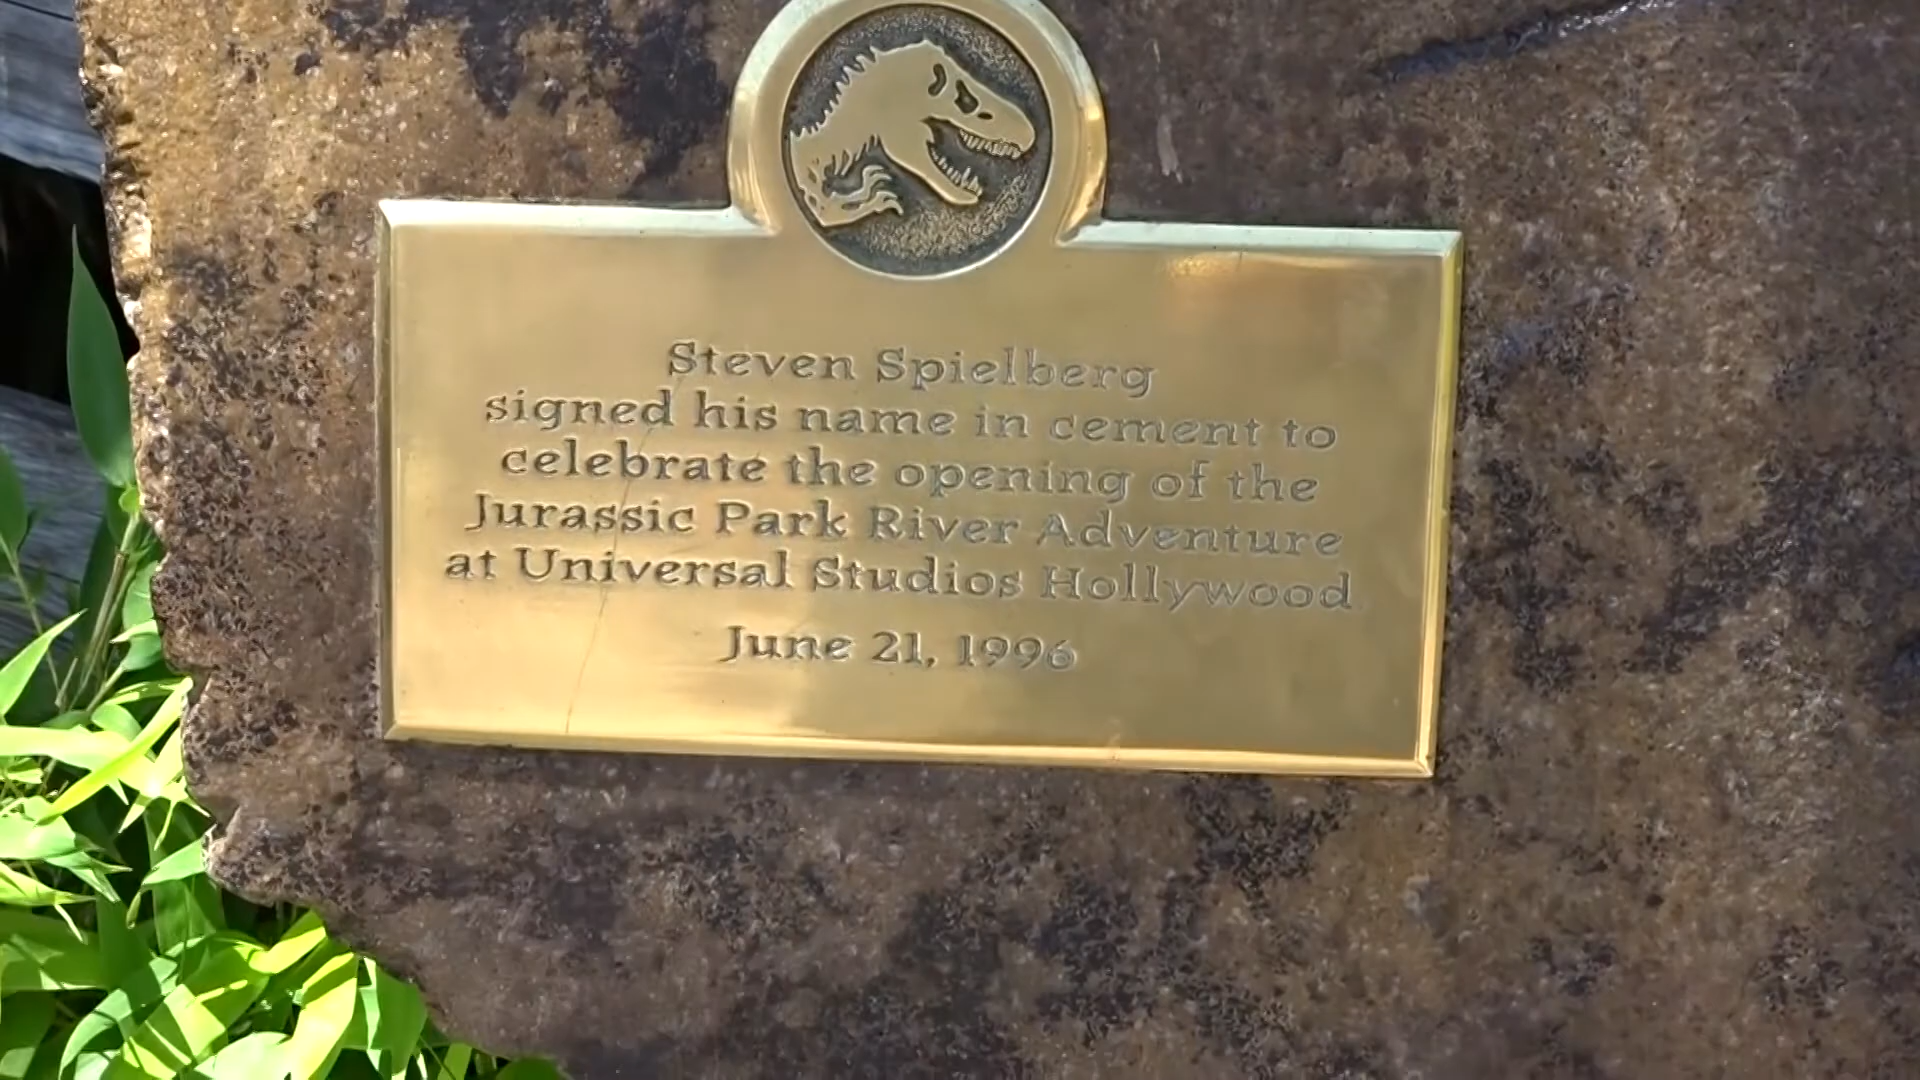 Steven Spielberg
signed his name in cement to
celebrate the opening of the
Jurassic Park River Adventure
at Universal Studios Hollywood
June 21, 1996